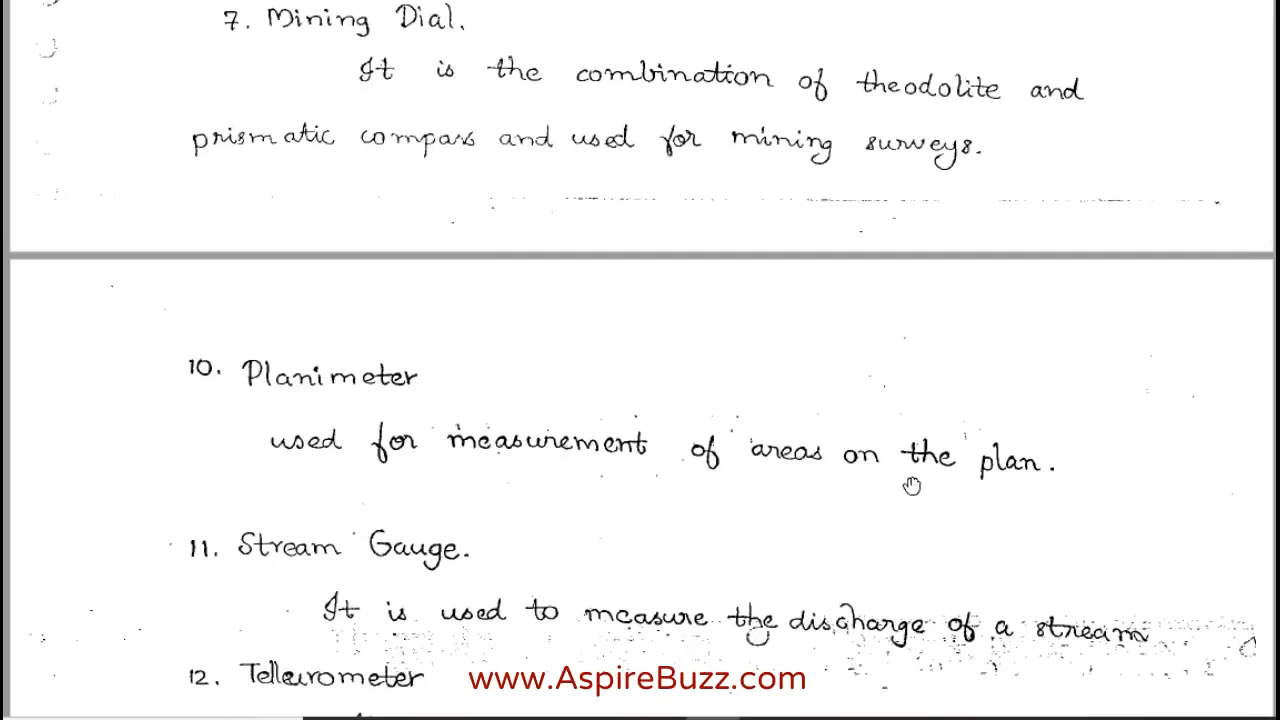 7. Mining Dial.
It is the combination of theodolite and
prismatic compass and used for mining surveys.
10. Planimeter
used for measurement of areas on the plan.
11. Stream Gauge.
It is used to measure the discharge of a stream
12. Tellurometer
www.AspireBuzz.com